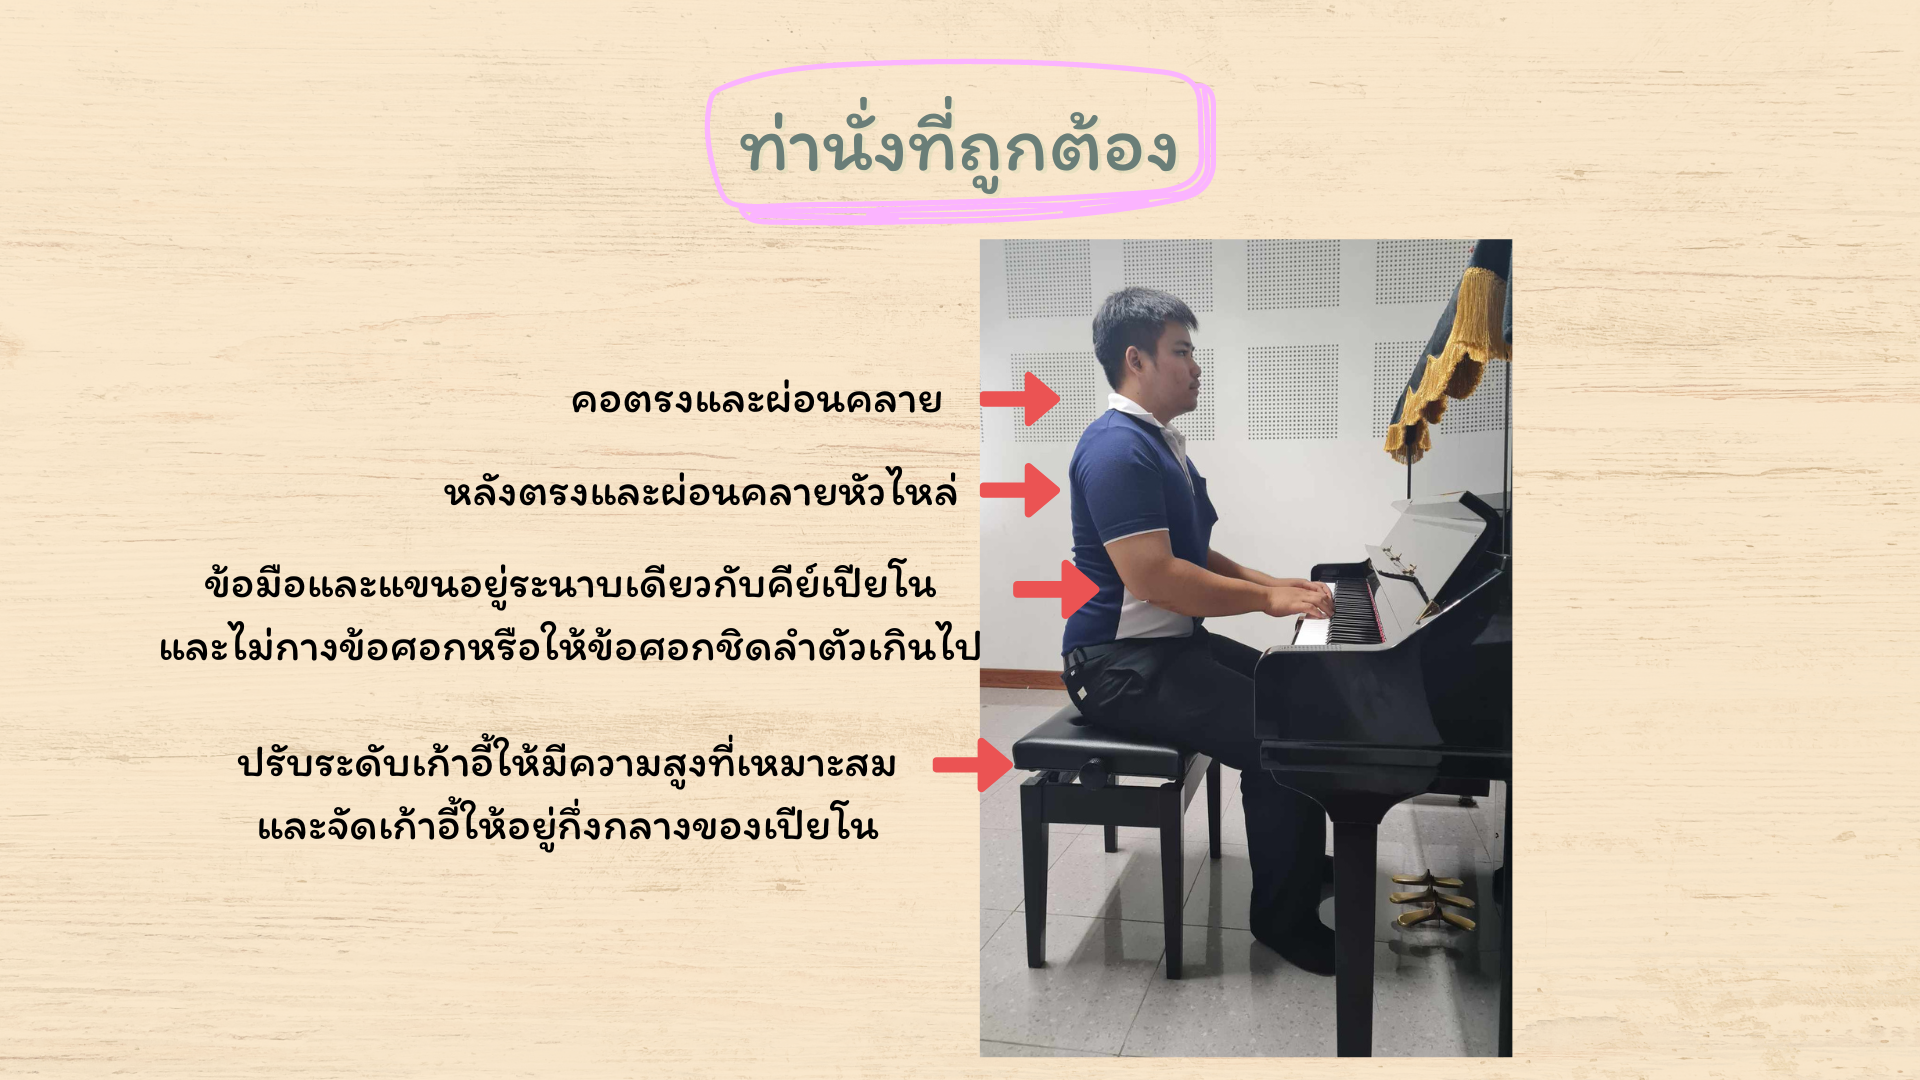 ท่านั่งที่ถูกต้อง
คอตรงและผ่อนคลาย
หลังตรงและผ่อนคลายหัวไหล่
ข้อมือและแขนอยู่ระนาบเดียวกับคีย์เปียโน
และไม่กางข้อศอกหรือให้ข้อศอกชิดลำตัวเกินไป
ปรับระดับเก้าอี้ให้มีความสูงที่เหมาะสม
และจัดเก้าอี้ให้อยู่กึ่งกลางของเปียโน